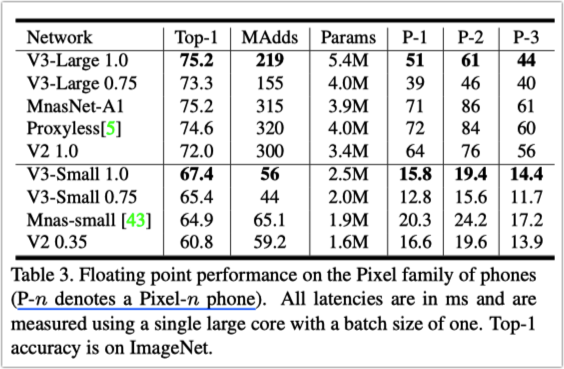 Network Top-1 MAdds Params P-1 P-2 P-3
V3-Large 1.0 75.2 219 5.4M 51 61 44
V3-Large 0.75 73.3 155 4.0M 39 46 40
MnasNet-A1 75.2 315 3.9M 71 86 61
Proxyless[5] 74.6 320 4.0M 72 84 60
V2 1.0 72.0 300 3.4M 64 76 56
V3-Small 1.0 67.4 56 2.5M 15.8 19.4 14.4
V3-Small 0.75 65.4 44 2.0M 12.8 15.6 11.7
Mnas-small [43] 64.9 65.1 1.9M 20.3 24.2 17.2
V2 0.35 60.8 59.2 1.6M 16.6 19.6 13.9
Table 3. Floating point performance on the Pixel family of phones
(P-n denotes a Pixel-n phone). All latencies are in ms and are
measured using a single large core with a batch size of one. Top-1
accuracy is on ImageNet.